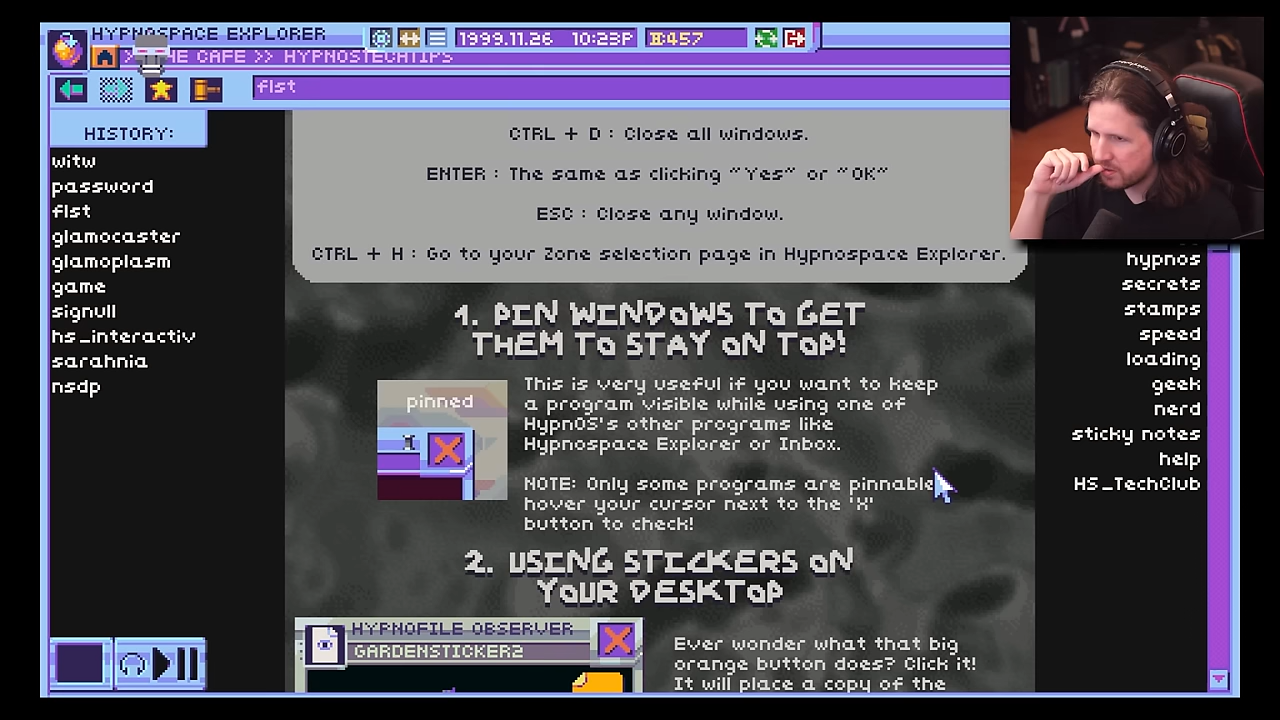 HYPNOSPACE EXPLORER
1999.11.26 10:23P
457
CAFE >> HYPNOSTECHTIPS
flst
HISTORY:
witw
password
flst
glamocaster
glamoplasm
game
signull
hs_interactiv
sarahnia
nsdp
CTRL + D : Close all windows.
ENTER : The same as clicking ~Yes~ or ~OK~
ESC : Close any window.
CTRL + H : Go to your Zone selection page in Hypnospace Explorer.
1. PIN WINDOWS TO GET
THEM TO STAY ON TOP!
pinned
This is very useful if you want to keep
a program visible while using one of
HypnOS's other programs like
Hypnospace Explorer or Inbox.
NOTE: Only some programs are pinnable
hover your cursor next to the 'X'
button to check!
2. USING STICKERS ON
YOUR DESKTOP
HYPNOFILE OBSERVER
GARDENSTICKER2
Ever wonder what that big
orange button does? Click it!
It will place a copy of the
hypnos
secrets
stamps
speed
loading
geek
nerd
sticky notes
help
HS_TechClub